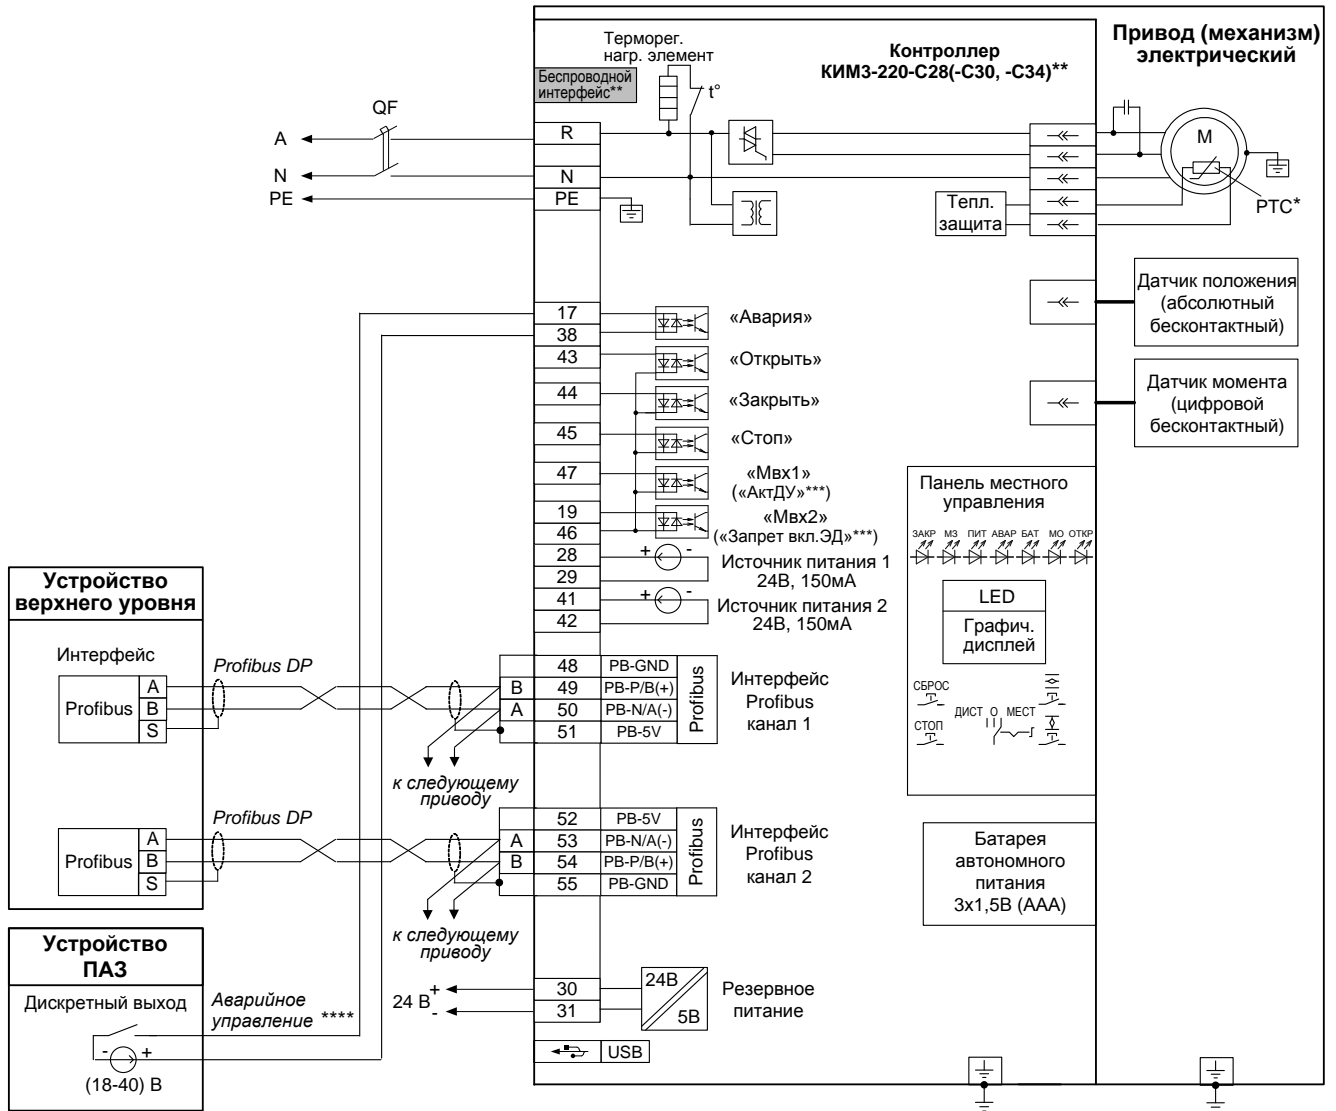 Привод (механизм)
электрический
Контроллер
КИМ3-220-С28(-С30, -С34)**
Терморег.
нагр. элемент
Беспроводной
интерфейс**
t°
QF
A
N
PE
R
N
PE
M
PTC*
Тепл.
защита
Датчик положения
(абсолютный
бесконтактный)
Датчик момента
(цифровой
бесконтактный)
17
38
«Авария»
43
«Открыть»
44
«Закрыть»
45
«Стоп»
47
«Мвх1»
(«АктДУ»***)
19
46
«Мвх2»
(«Запрет вкл.ЭД»***)
28
29
+ -
Источник питания 1
24В, 150мА
41
42
+ -
Источник питания 2
24В, 150мА
Панель местного
управления
ЗАКР МЗ ПИТ АВАР БАТ МО ОТКР
LED
Графич.
дисплей
СБРОС
ДИСТ О МЕСТ
СТОП
Батарея
автономного
питания
3х1,5В (ААА)
Устройство
верхнего уровня
Интерфейс
Profibus
A
B
S
Profibus DP
B
A
48 PB-GND
49 PB-P/B(+)
50 PB-N/A(-)
51 PB-5V
Profibus
Интерфейс
Profibus
канал 1
к следующему
приводу
Profibus
A
B
S
Profibus DP
A
B
52 PB-5V
53 PB-N/A(-)
54 PB-P/B(+)
55 PB-GND
Profibus
Интерфейс
Profibus
канал 2
к следующему
приводу
Устройство
ПАЗ
Дискретный выход
- +
(18-40) В
Аварийное
управление ****
24 В
+
-
30
31
24В
5В
Резервное
питание
USB